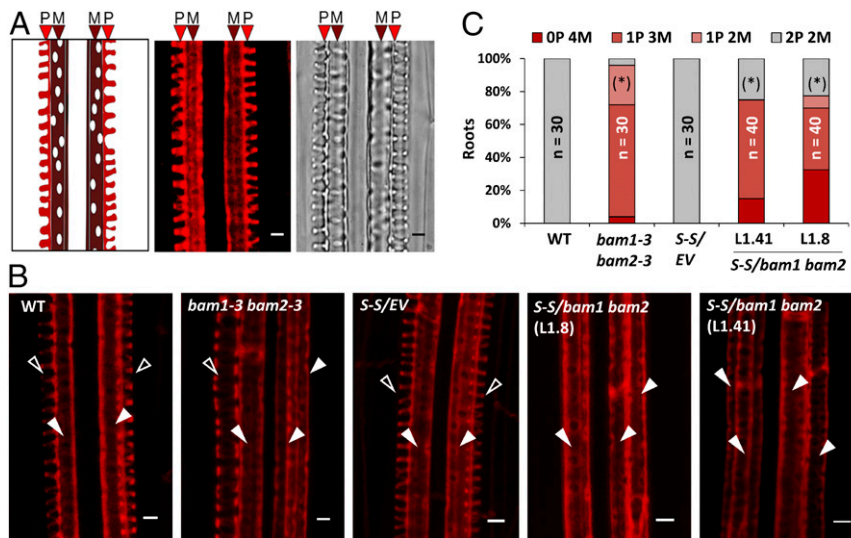 A
P M M P
C
0P 4M 1P 3M 1P 2M 2P 2M
100%
80%
60%
40%
20%
0%
Roots
n = 30
(*)
n = 30
n = 30
(*)
n = 40
(*)
n = 40
WT
bam1-3
bam2-3
S-S/
EV
L1.41
L1.8
S-S/bam1 bam2
B
WT
bam1-3 bam2-3
S-S/EV
S-S/bam1 bam2
(L1.8)
S-S/bam1 bam2
(L1.41)